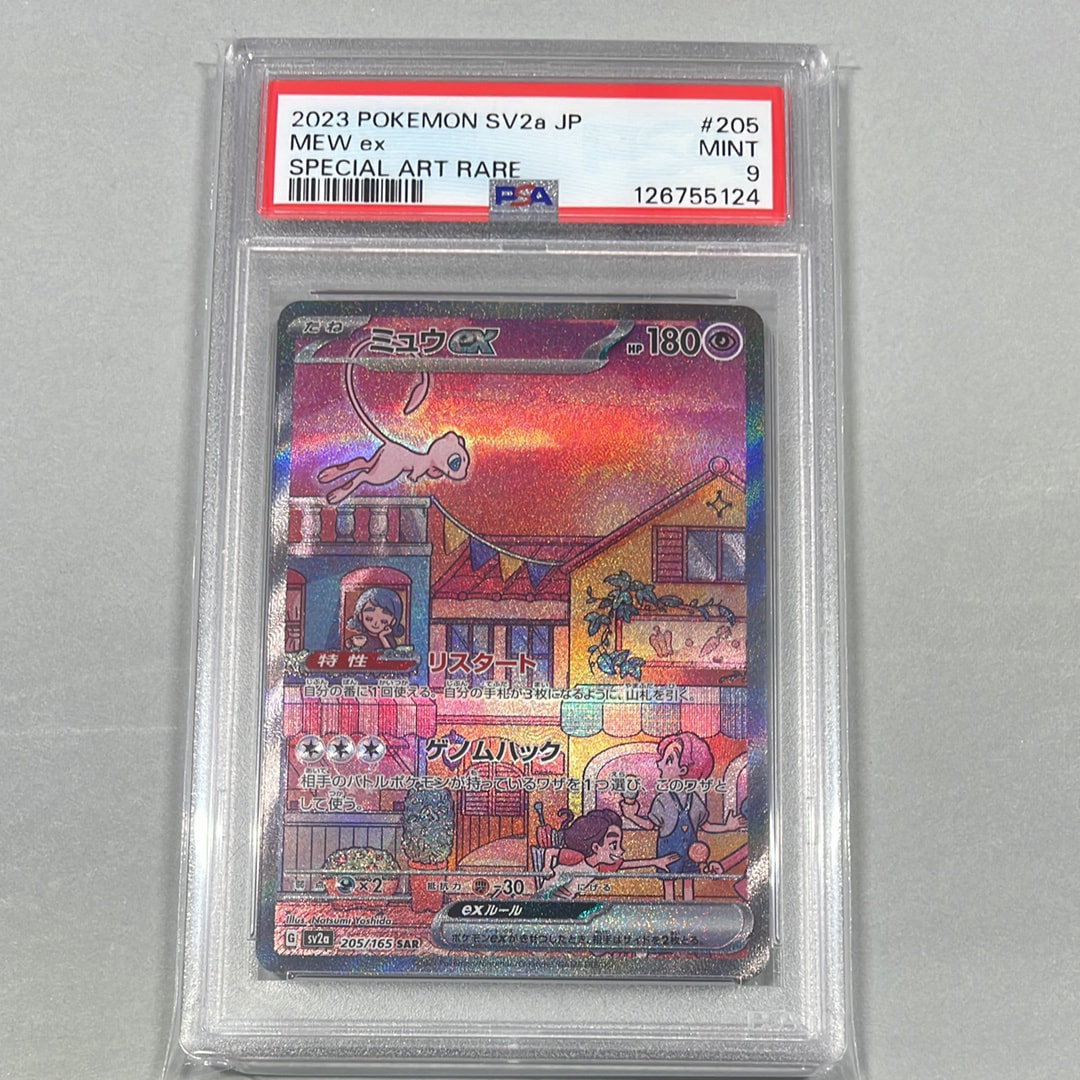 2023 POKEMON SV2a JP #205
MEW ex MINT
SPECIAL ART RARE 9
PSA 126755124
たね ミュウex HP 180
特性 リスタート
自分の番に1回使える。自分の手札が3枚になるように、山札を引く。
ゲノムハック
相手のバトルポケモンが持っているワザを1つ選び、このワザと
して使う。
弱点 ×2 抵抗力 -30 にげる
exルール
ポケモンexがきぜつしたとき、相手はサイドを2枚とる。
Illus. Natsumi Yoshida
G sv2a 205/165 SAR